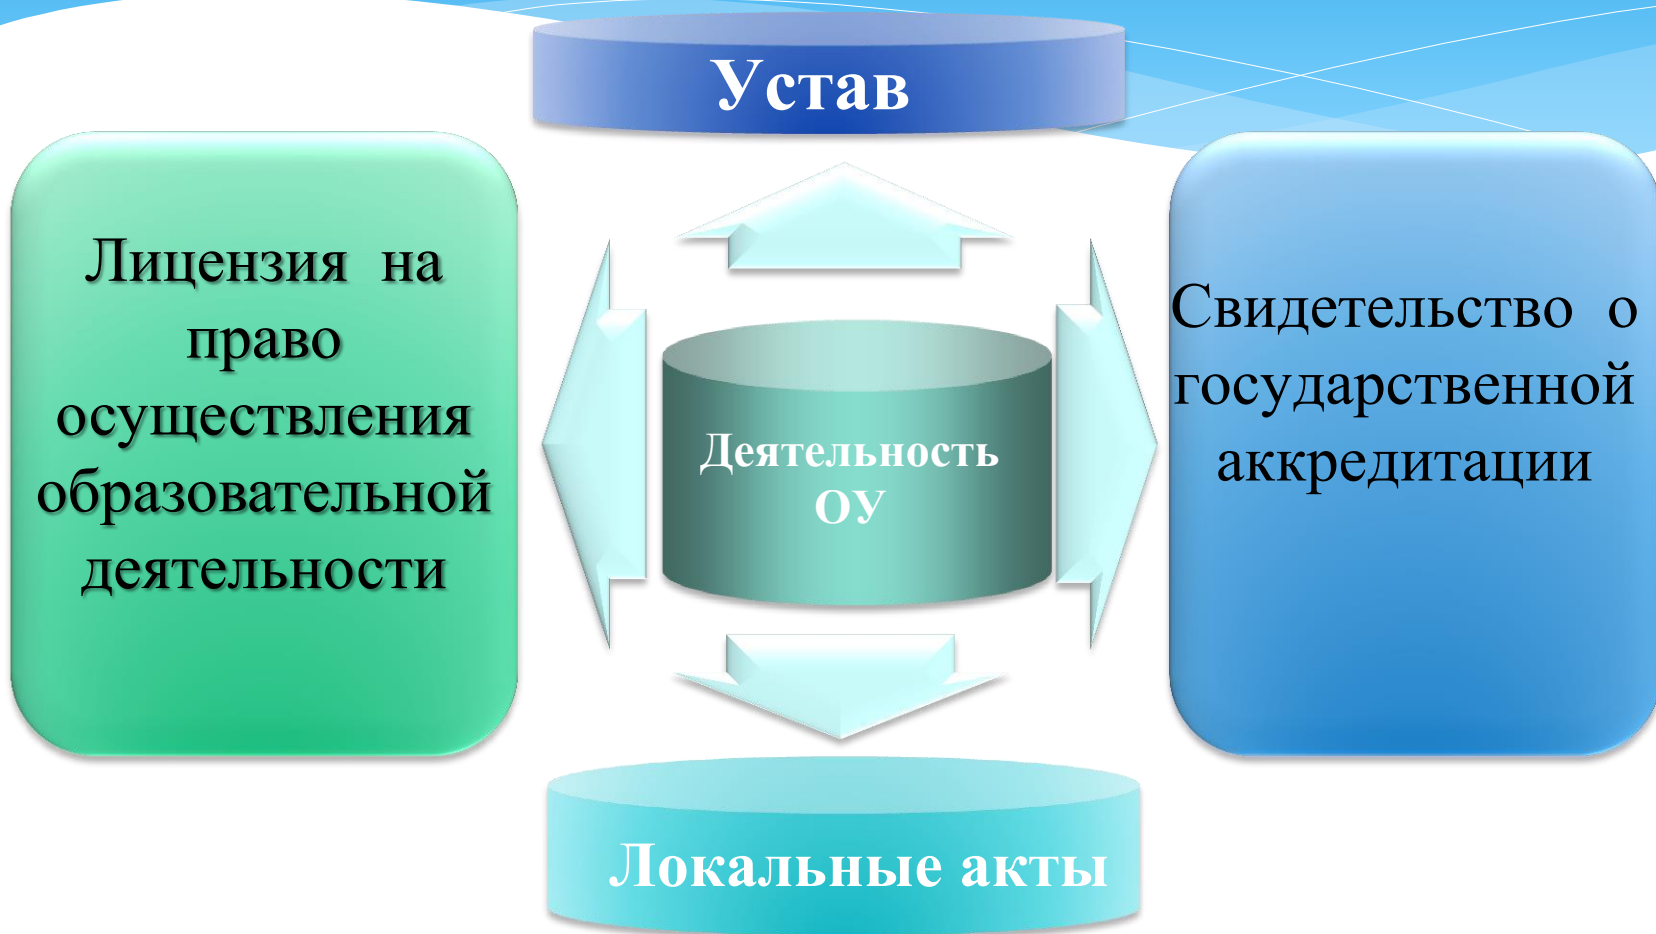 Устав
Лицензия на
право
осуществления
образовательной
деятельности
Деятельность
ОУ
Свидетельство о
государственной
аккредитации
Локальные акты